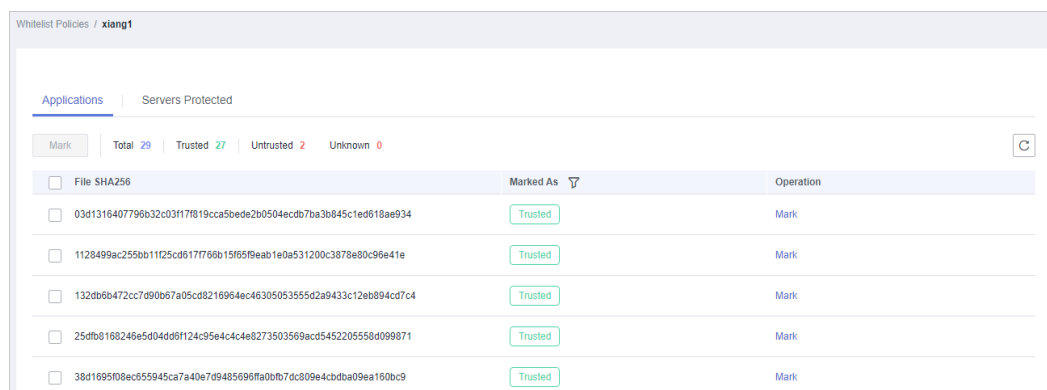 Whitelist Policies / xiang1
Applications Servers Protected
Mark Total 29 Trusted 27 Untrusted 2 Unknown 0
File SHA256 Marked As Operation
03d1316407796b32c03f17f819cca5bede2b0504ecdb7ba3b845c1ed618ae934 Trusted Mark
1128499ac255bb11f25cd617f766b15f65f9eab1e0a531200c3878e80c96e41e Trusted Mark
132db6b472cc7d90b67a05cd8216964ec46305053555d2a9433c12eb894cd7c4 Trusted Mark
25dfb8168246e5d04dd6f124c95e4c4c4e8273503569acd5452205558d099871 Trusted Mark
38d1695f08ec655945ca7a40e7d9485696ffa0bfb7dc809e4cbdba09ea160bc9 Trusted Mark